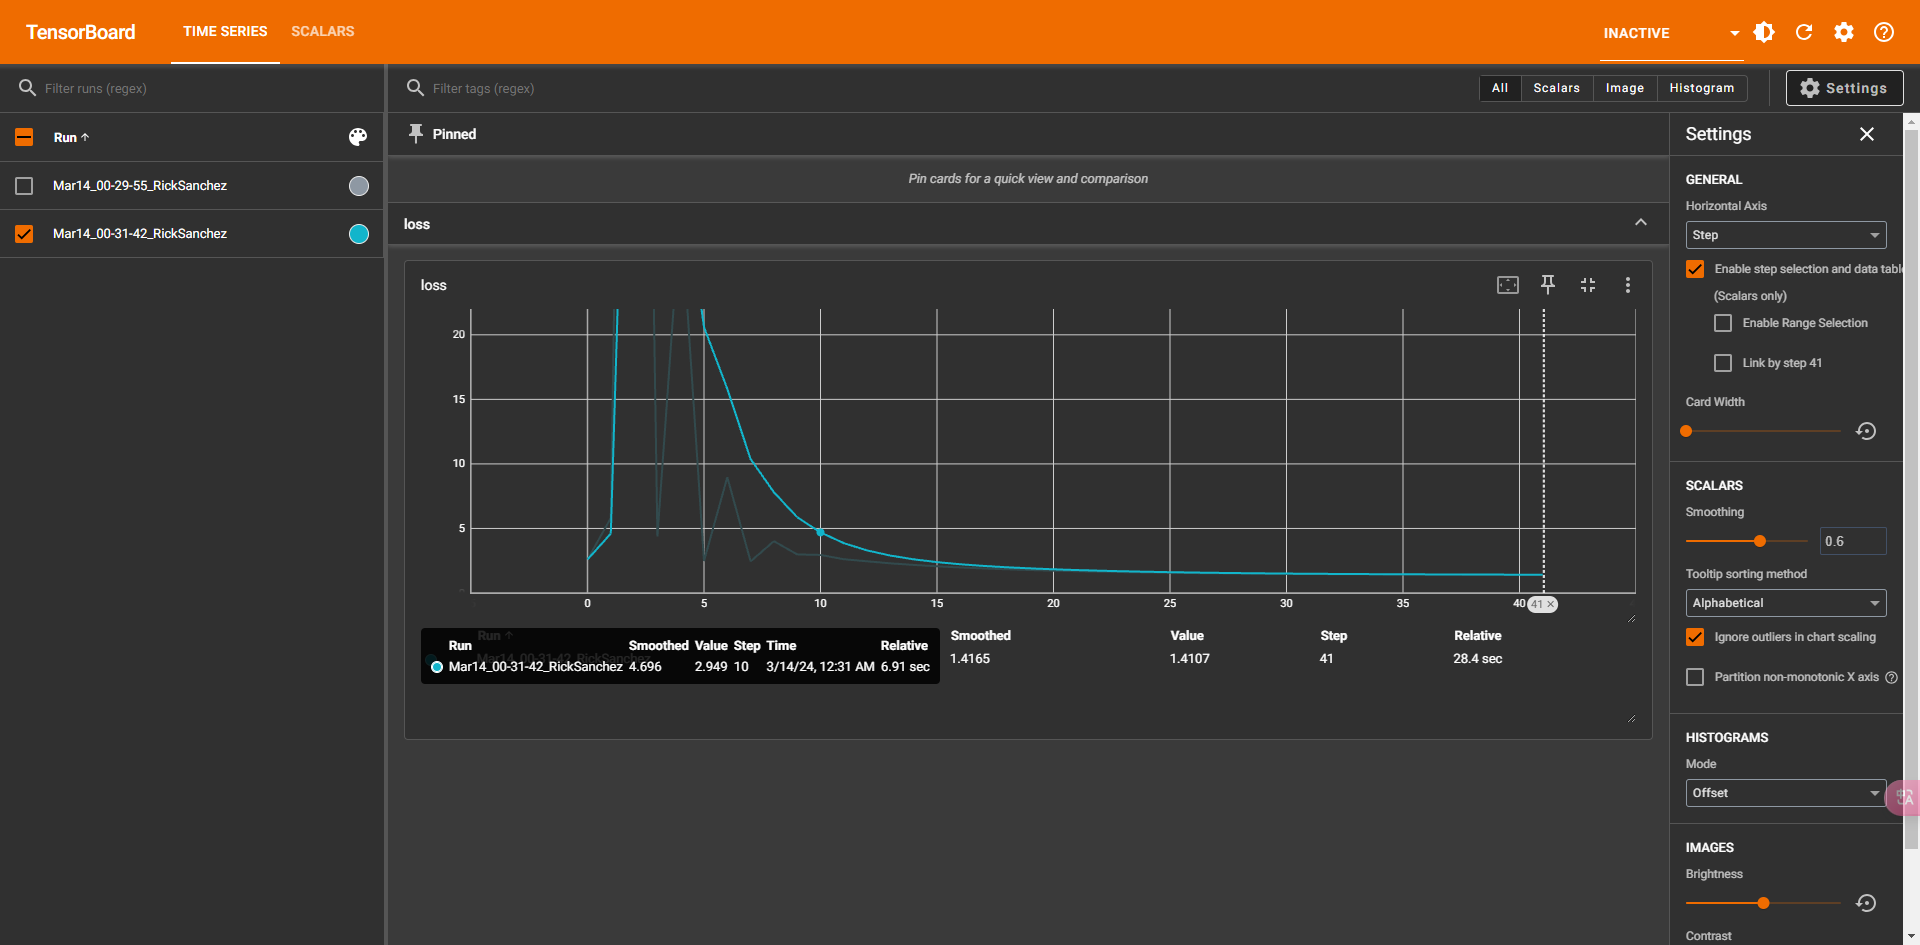 TensorBoard
TIME SERIES
SCALARS
INACTIVE
Filter runs (regex)
Run
Mar14_00-29-55_RickSanchez
Mar14_00-31-42_RickSanchez
Filter tags (regex)
All
Scalars
Image
Histogram
Settings
Pinned
Pin cards for a quick view and comparison
loss
loss
20
15
10
5
0 5 10 15 20 25 30 35 40 41
Run Smoothed Value Step Relative
Run Smoothed Value Step Time Relative
Mar14_00-31-42_RickSanchez 1.4165 1.4107 41 28.4 sec
Mar14_00-31-42_RickSanchez 4.696 2.949 10 3/14/24, 12:31 AM 6.91 sec
Settings
GENERAL
Horizontal Axis
Step
Enable step selection and data table
(Scalars only)
Enable Range Selection
Link by step 41
Card Width
SCALARS
Smoothing
0.6
Tooltip sorting method
Alphabetical
Ignore outliers in chart scaling
Partition non-monotonic X axis
HISTOGRAMS
Mode
Offset
IMAGES
Brightness
Contrast